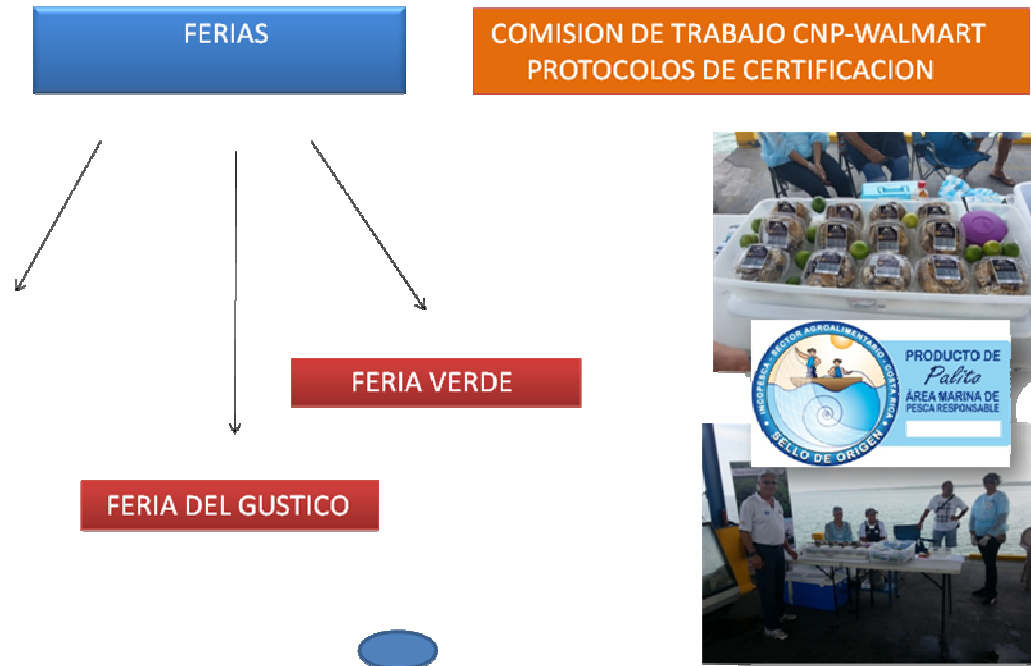 FERIAS
COMISION DE TRABAJO CNP-WALMART
PROTOCOLOS DE CERTIFICACION
FERIA VERDE
FERIA DEL GUSTICO
INCOPESCA - SECTOR AGROALIMENTARIO - COSTA RICA
SELLO DE ORIGEN
PRODUCTO DE
Palito
ÁREA MARINA DE
PESCA RESPONSABLE